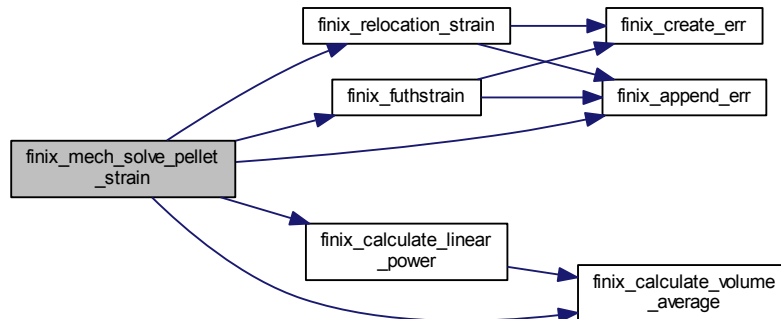 finix_relocation_strain
finix_create_err
finix_futhstrain
finix_append_err
finix_mech_solve_pellet
_strain
finix_calculate_linear
_power
finix_calculate_volume
_average